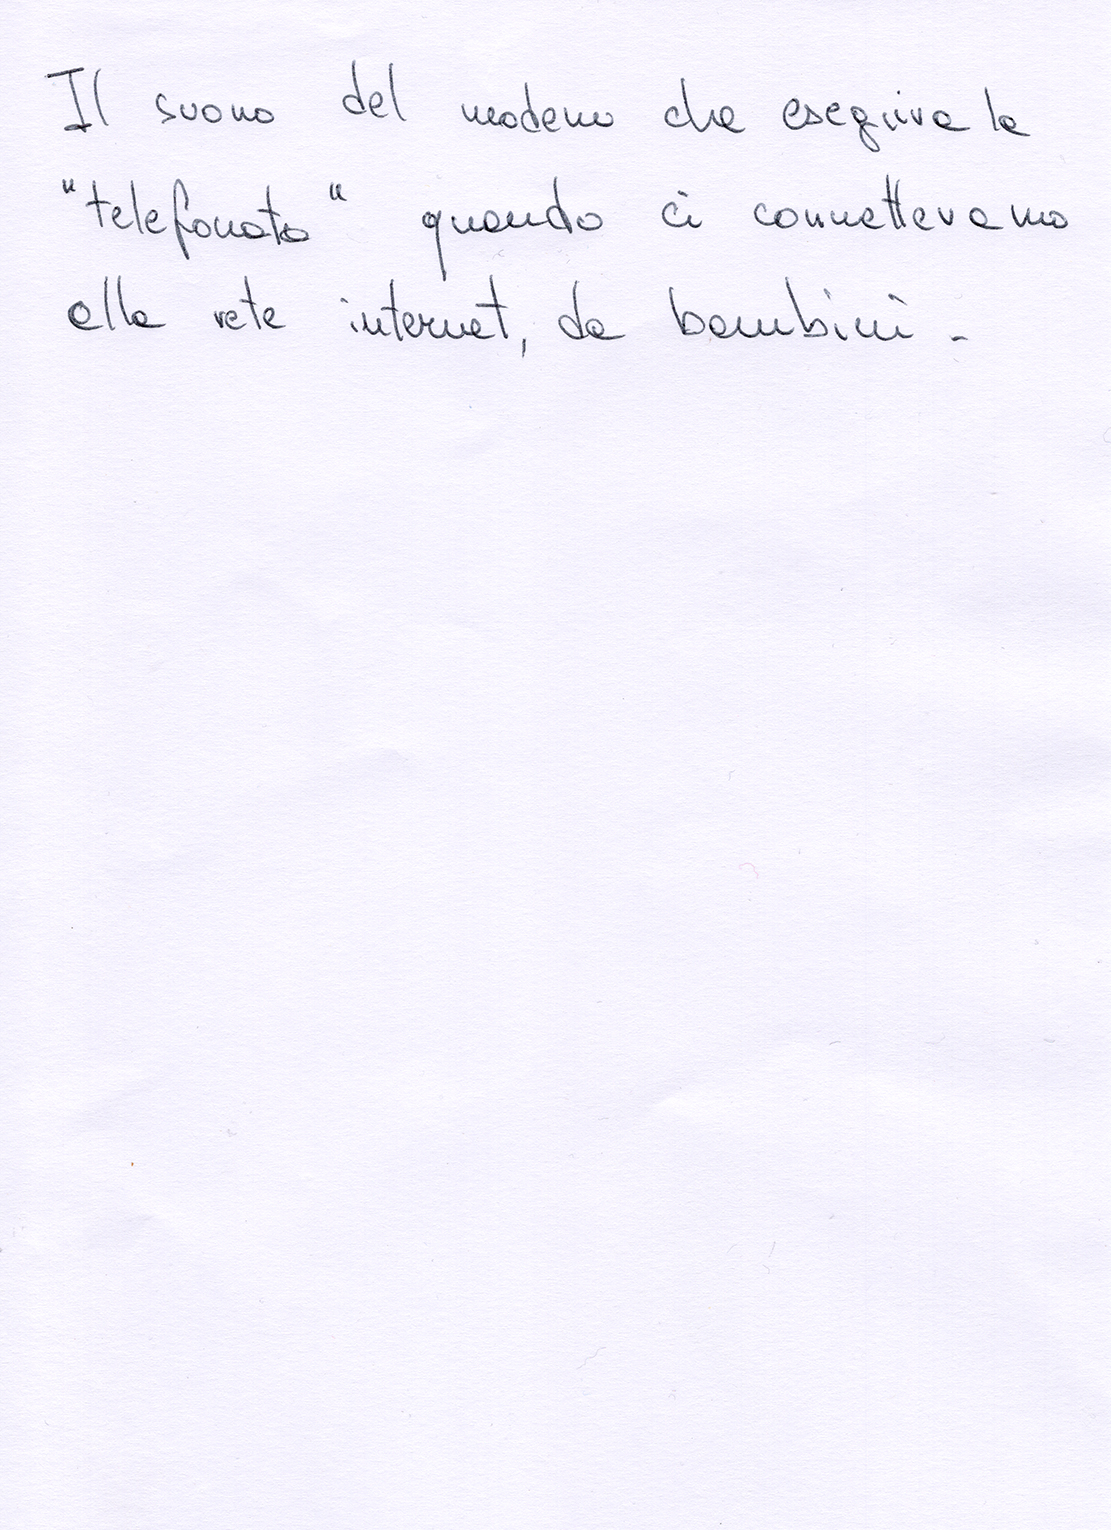 Il suono del modem che eseguiva la
"telefonata" quando ci connettevamo
alla rete internet, da bambini.